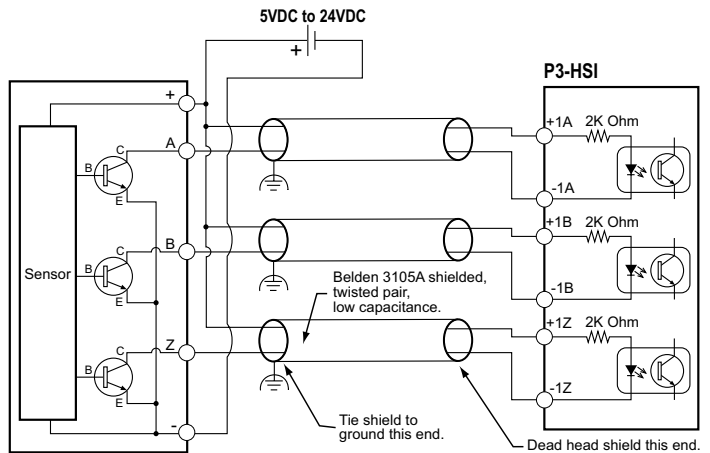 5VDC to 24VDC
+
P3-HSI
+
+1A 2K Ohm
A
C
B
E
-1A
+1B 2K Ohm
B
C
Sensor
B
E
Belden 3105A shielded,
twisted pair,
low capacitance.
-1B
+1Z 2K Ohm
Z
C
B
E
-1Z
-
Tie shield to
ground this end.
Dead head shield this end.